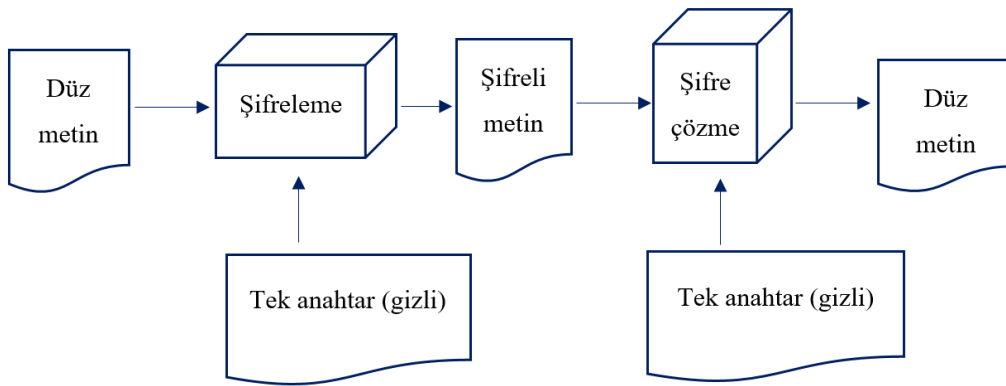 Düz
metin
Şifreleme
Şifreli
metin
Şifre
çözme
Düz
metin
Tek anahtar (gizli)
Tek anahtar (gizli)